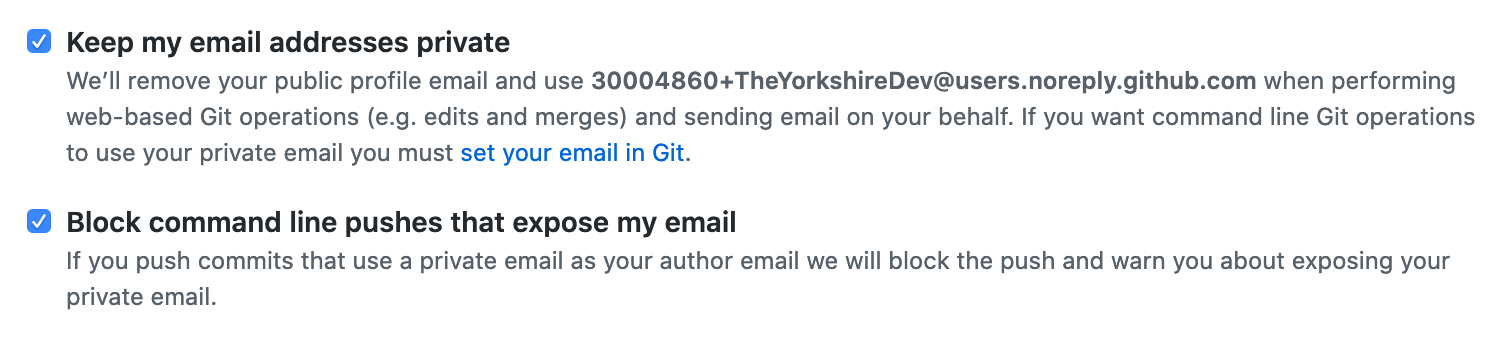 Keep my email addresses private
We’ll remove your public profile email and use 30004860+TheYorkshireDev@users.noreply.github.com when performing
web-based Git operations (e.g. edits and merges) and sending email on your behalf. If you want command line Git operations
to use your private email you must set your email in Git.
Block command line pushes that expose my email
If you push commits that use a private email as your author email we will block the push and warn you about exposing your
private email.